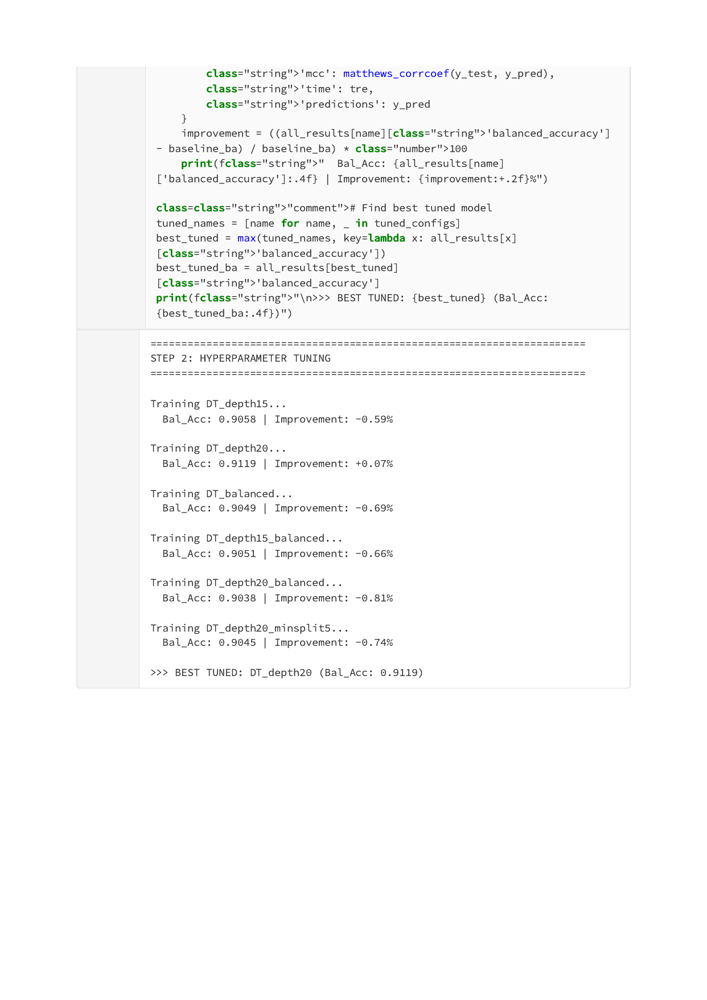 class="string">'mcc': matthews_corrcoef(y_test, y_pred),
class="string">'time': tre,
class="string">'predictions': y_pred
}
improvement = ((all_results[name][class="string">'balanced_accuracy']
- baseline_ba) / baseline_ba) * class="number">100
print(fclass="string">"  Bal_Acc: {all_results[name]
['balanced_accuracy']:.4f} | Improvement: {improvement:+.2f}%")
class=class="string">"comment"># Find best tuned model
tuned_names = [name for name, _ in tuned_configs]
best_tuned = max(tuned_names, key=lambda x: all_results[x]
[class="string">'balanced_accuracy'])
best_tuned_ba = all_results[best_tuned]
[class="string">'balanced_accuracy']
print(fclass="string">"\n>>> BEST TUNED: {best_tuned} (Bal_Acc:
{best_tuned_ba:.4f})")
======================================================================
STEP 2: HYPERPARAMETER TUNING
======================================================================
Training DT_depth15...
Bal_Acc: 0.9058 | Improvement: -0.59%
Training DT_depth20...
Bal_Acc: 0.9119 | Improvement: +0.07%
Training DT_balanced...
Bal_Acc: 0.9049 | Improvement: -0.69%
Training DT_depth15_balanced...
Bal_Acc: 0.9051 | Improvement: -0.66%
Training DT_depth20_balanced...
Bal_Acc: 0.9038 | Improvement: -0.81%
Training DT_depth20_minsplit5...
Bal_Acc: 0.9045 | Improvement: -0.74%
>>> BEST TUNED: DT_depth20 (Bal_Acc: 0.9119)